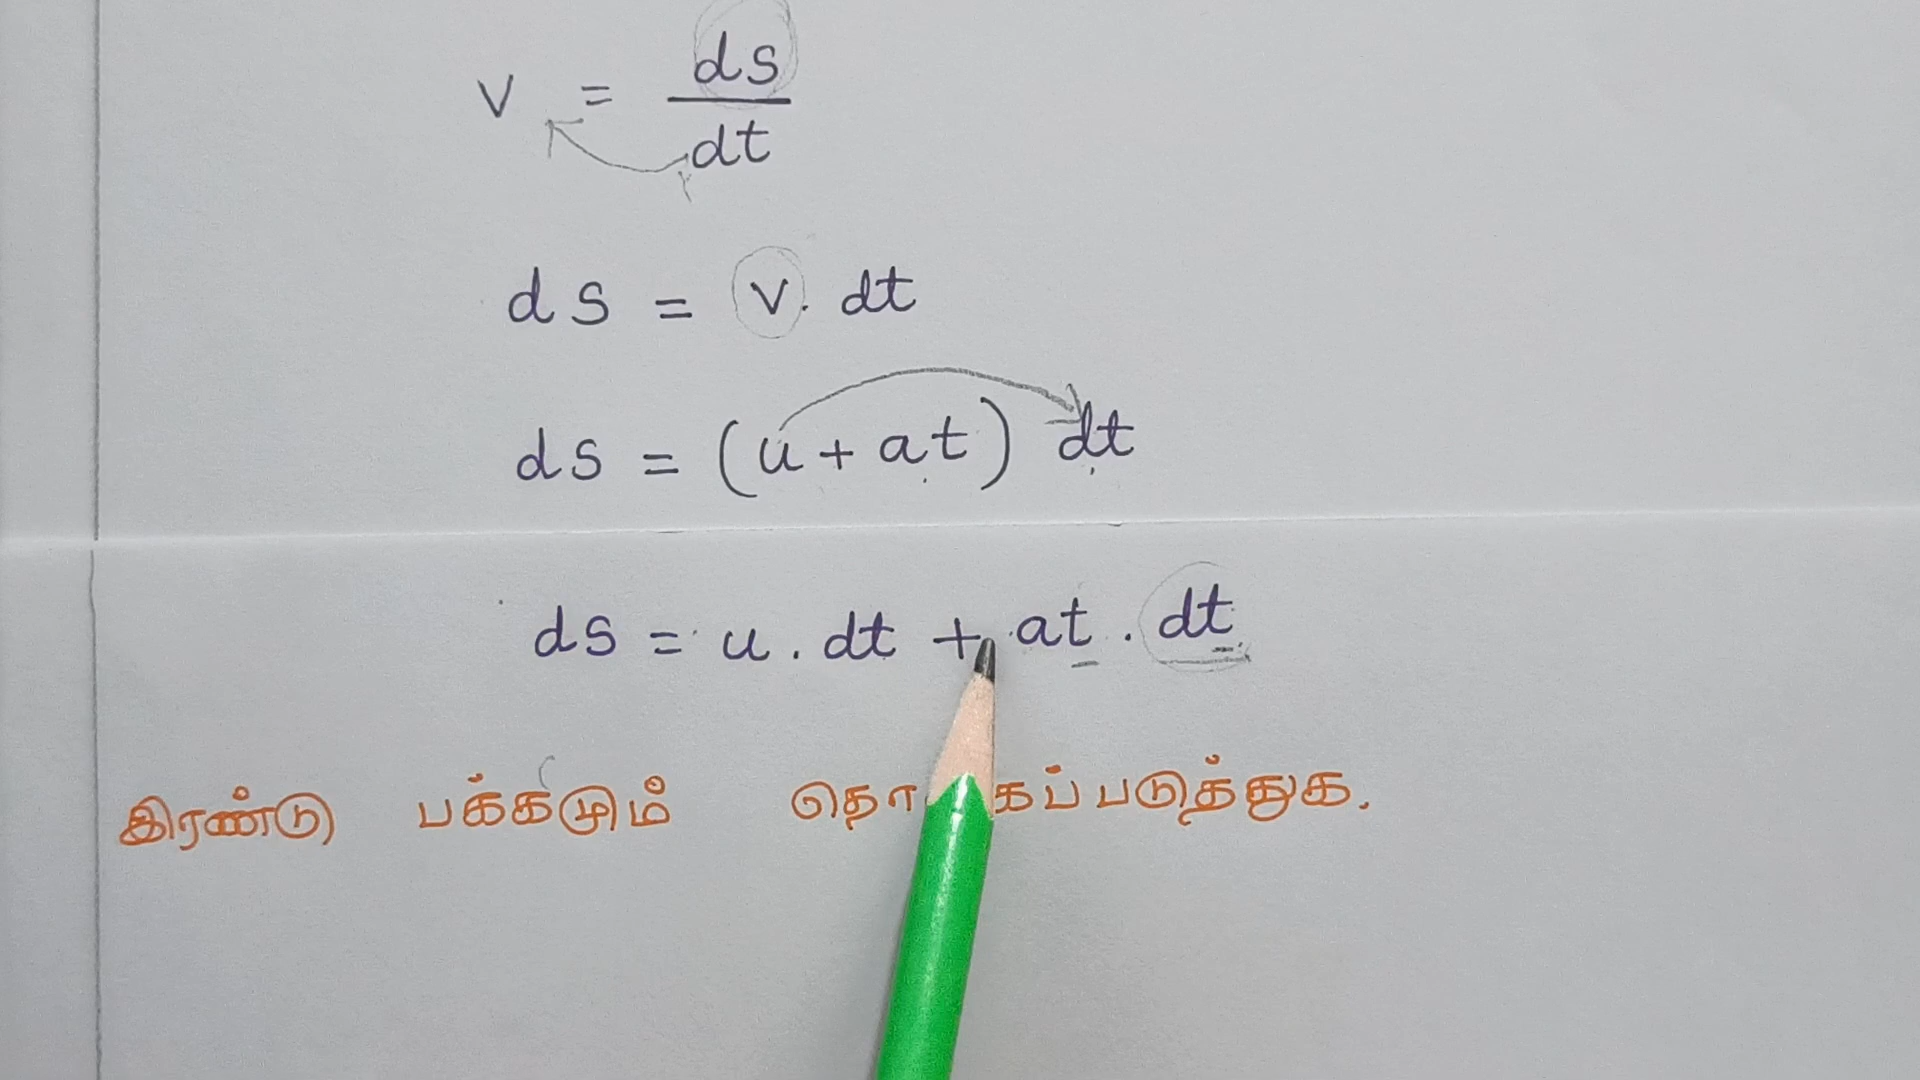 v = ds/dt
ds = v. dt
ds = (u + at) dt
ds = u . dt + at . dt
இரண்டு பக்கமும்